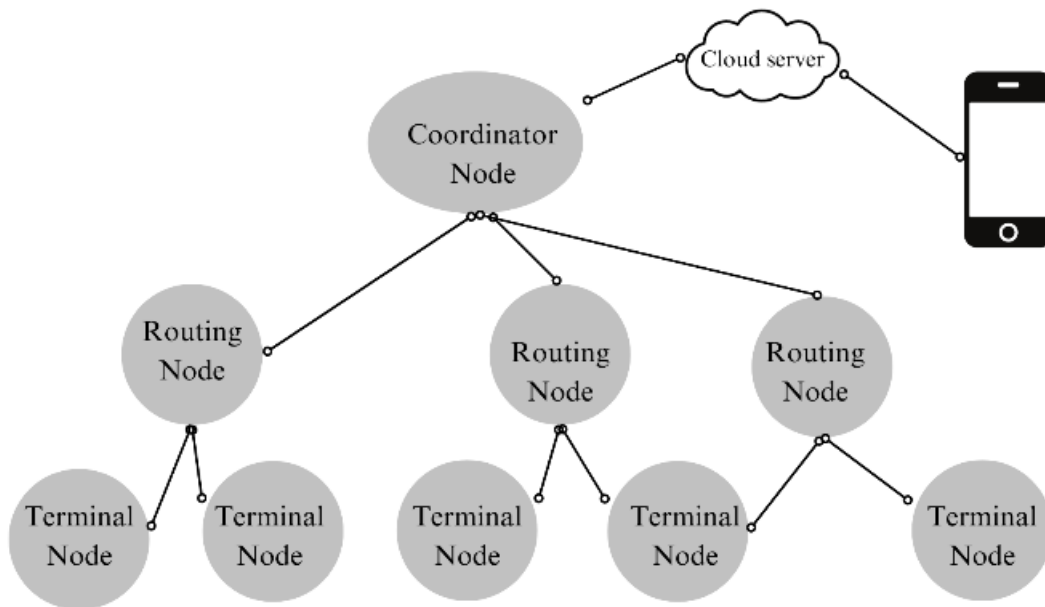 Cloud server
Coordinator
Node
Routing
Node
Routing
Node
Routing
Node
Terminal
Node
Terminal
Node
Terminal
Node
Terminal
Node
Terminal
Node